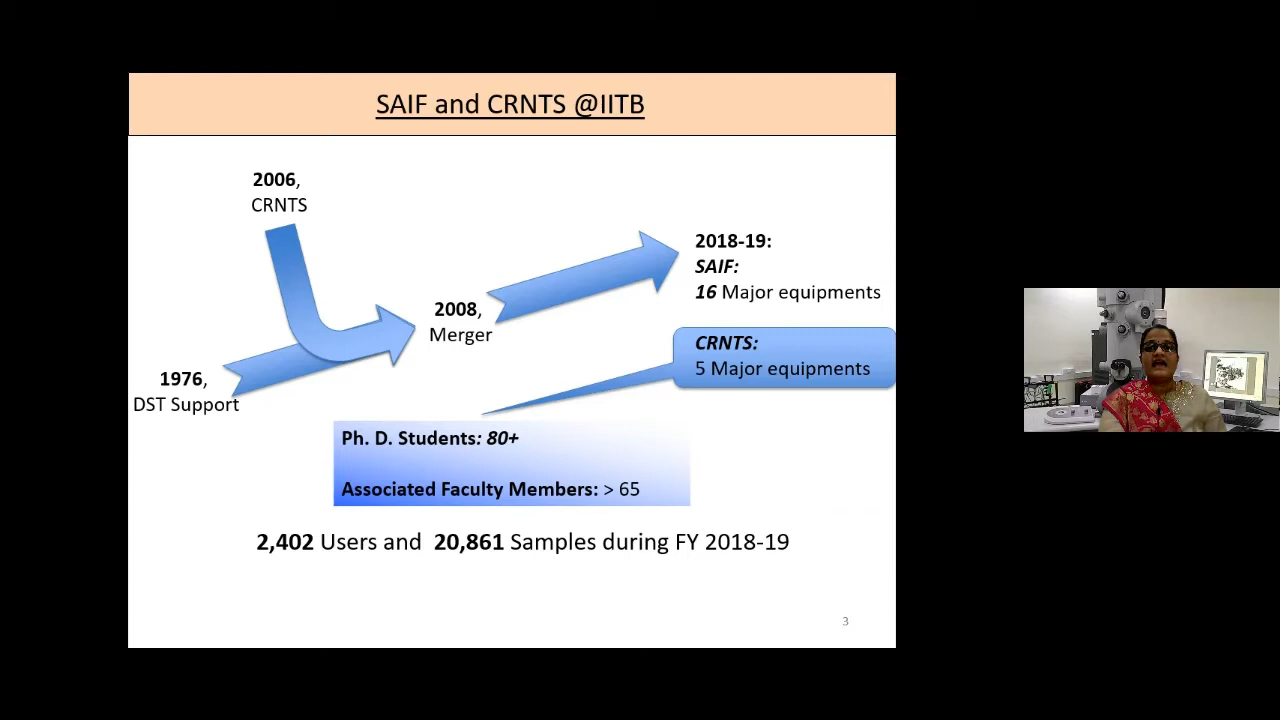 SAIF and CRNTS @IITB
2006,
CRNTS
2018-19:
SAIF:
16 Major equipments
2008,
Merger
CRNTS:
5 Major equipments
1976,
DST Support
Ph. D. Students: 80+
Associated Faculty Members: > 65
2,402 Users and 20,861 Samples during FY 2018-19
3